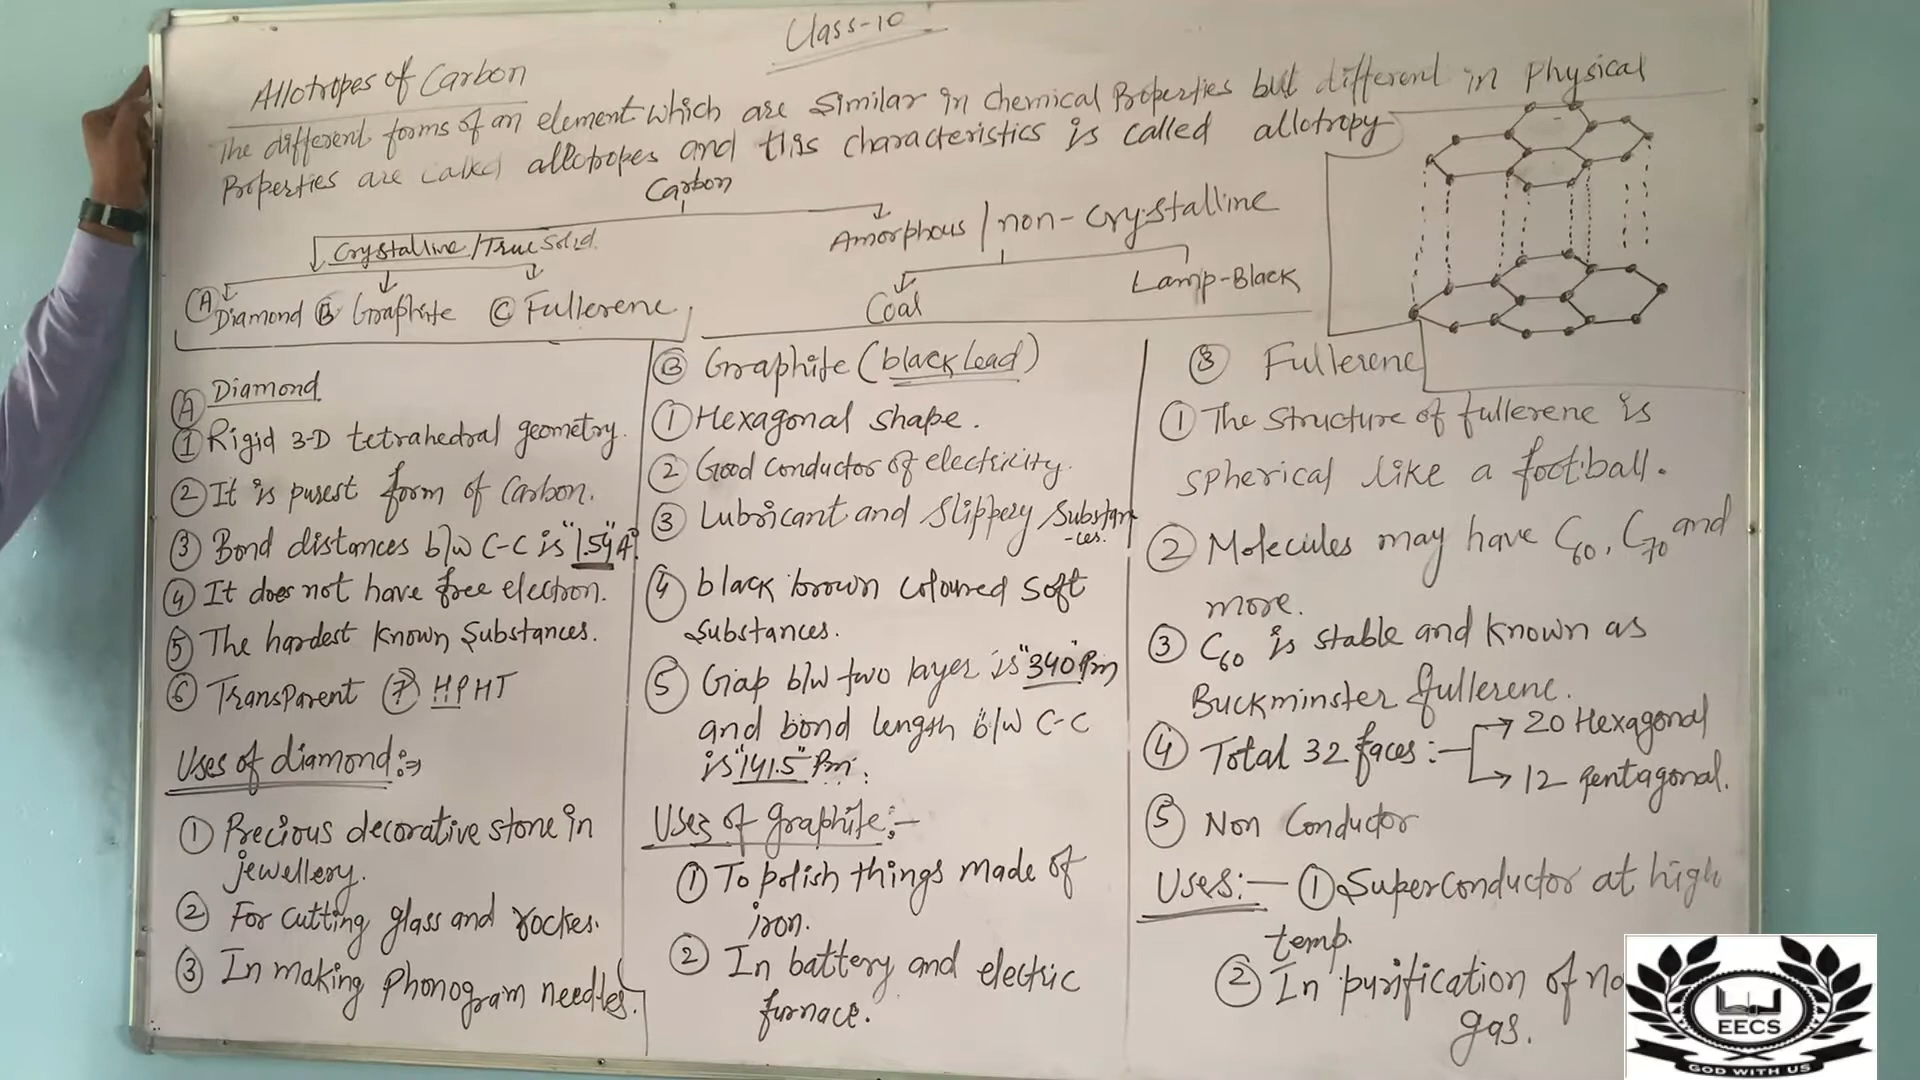 Class-10
Allotropes of Carbon
The different forms of an element which are similar in chemical Properties but different in Physical
Properties are called allotropes and this characteristics is called allotropy
Carbon
Crystalline/True Solid
Amorphous / non-crystalline
(A) Diamond (B) Graphite (C) Fullerene
Coal
Lamp-Black
(A) Diamond
① Rigid 3-D tetrahedral geometry.
② It is purest form of Carbon.
③ Bond distances b/w C-C is "1.54" A°.
④ It does not have free electron.
⑤ The hardest known Substances.
⑥ Transparent ⑦ HPHT
Uses of diamond:⇒
① Precious decorative stone in
jewellery.
② For cutting glass and rockes.
③ In making Phonogram needles.
(B) Graphite (black Lead)
① Hexagonal shape.
② Good conductor of electricity.
③ Lubricant and Slippery Substan
-ces.
④ black brown coloured soft
substances.
⑤ Gap b/w two layer is "340" Pm
and bond length b/w C-C
is "141.5" Pm.
Uses of graphite:-
① To polish things made of
iron.
② In battery and electric
furnace.
③ Fullerene
① The structure of fullerene is
spherical like a football.
② Molecules may have C₆₀, C₇₀ and
more.
③ C₆₀ is stable and known as
Buckminster fullerene.
④ Total 32 faces:- → 20 Hexagonal
→ 12 Pentagonal.
⑤ Non Conductor
Uses:- ① Superconductor at high
temp.
② In purification of
gas.
EECS
GOD WITH US